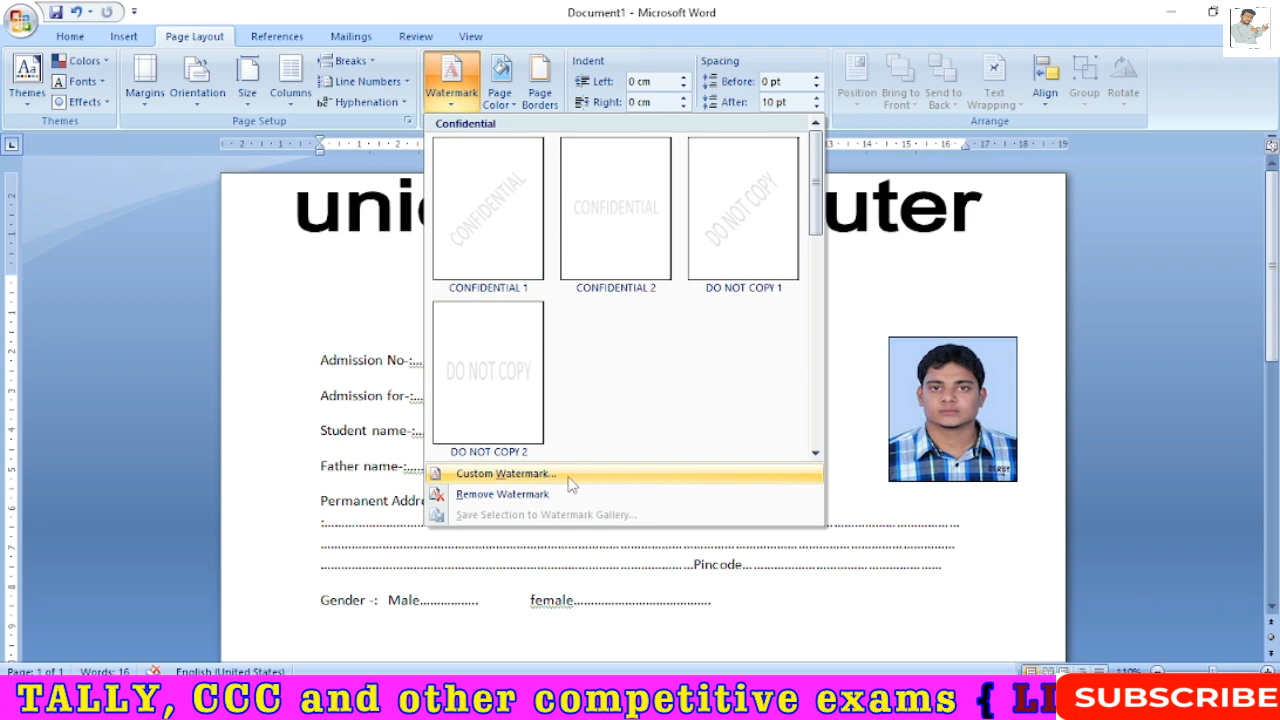 Document1 - Microsoft Word
Home Insert Page Layout References Mailings Review View
Themes
Colors
Fonts
Effects
Themes
Margins
Orientation
Size
Columns
Breaks
Line Numbers
Hyphenation
Page Setup
Watermark
Page Color
Page Borders
Indent
Left: 0 cm
Right: 0 cm
Spacing
Before: 0 pt
After: 10 pt
Position
Bring to Front
Send to Back
Text Wrapping
Align
Group
Rotate
Arrange
Confidential
CONFIDENTIAL
CONFIDENTIAL
DO NOT COPY
CONFIDENTIAL 1
CONFIDENTIAL 2
DO NOT COPY 1
DO NOT COPY
DO NOT COPY 2
Custom Watermark...
Remove Watermark
Save Selection to Watermark Gallery...
Admission No-:...
Admission for-:...
Student name-:...
Father name-:......
Permanent Addre
:................................................................
Pincode................................................
Gender -: Male................. female........................................
DERBY
Page: 1 of 1 Words: 16 English (United States) 110%
TALLY, CCC and other competitive exams { LI
SUBSCRIBE